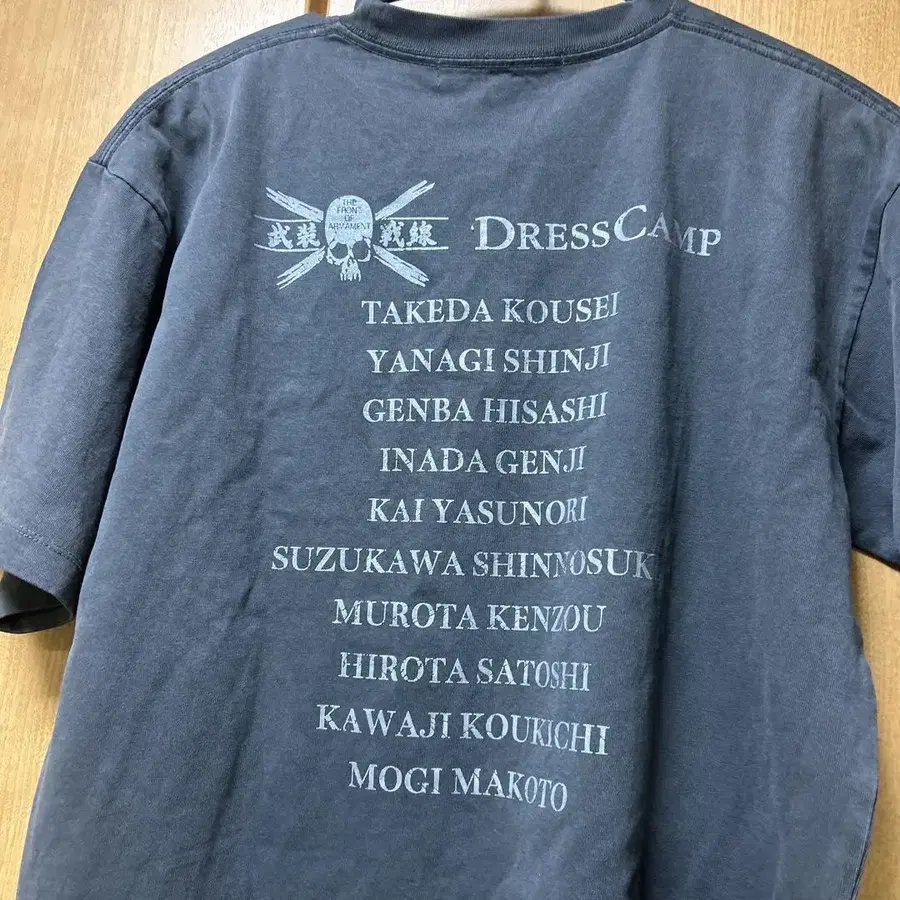 THE
FRONT
OF
ARMAMENT
武装 戦線
DRESSCAMP
TAKEDA KOUSEI
YANAGI SHINJI
GENBA HISASHI
INADA GENJI
KAI YASUNORI
SUZUKAWA SHINNOSUK
MUROTA KENZOU
HIROTA SATOSHI
KAWAJI KOUKICHI
MOGI MAKOTO